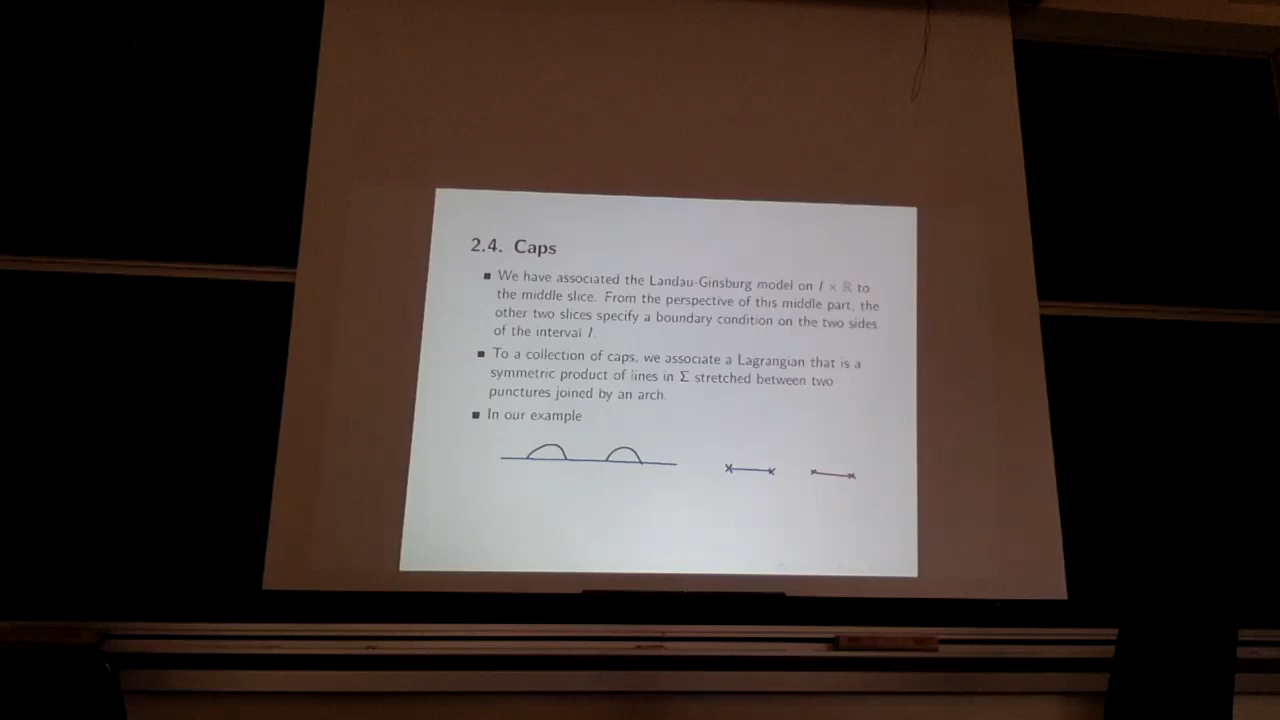 2.4. Caps
We have associated the Landau-Ginsburg model on I × ℝ to
the middle slice. From the perspective of this middle part, the
other two slices specify a boundary condition on the two sides
of the interval I.
To a collection of caps, we associate a Lagrangian that is a
symmetric product of lines in Σ stretched between two
punctures joined by an arch.
In our example